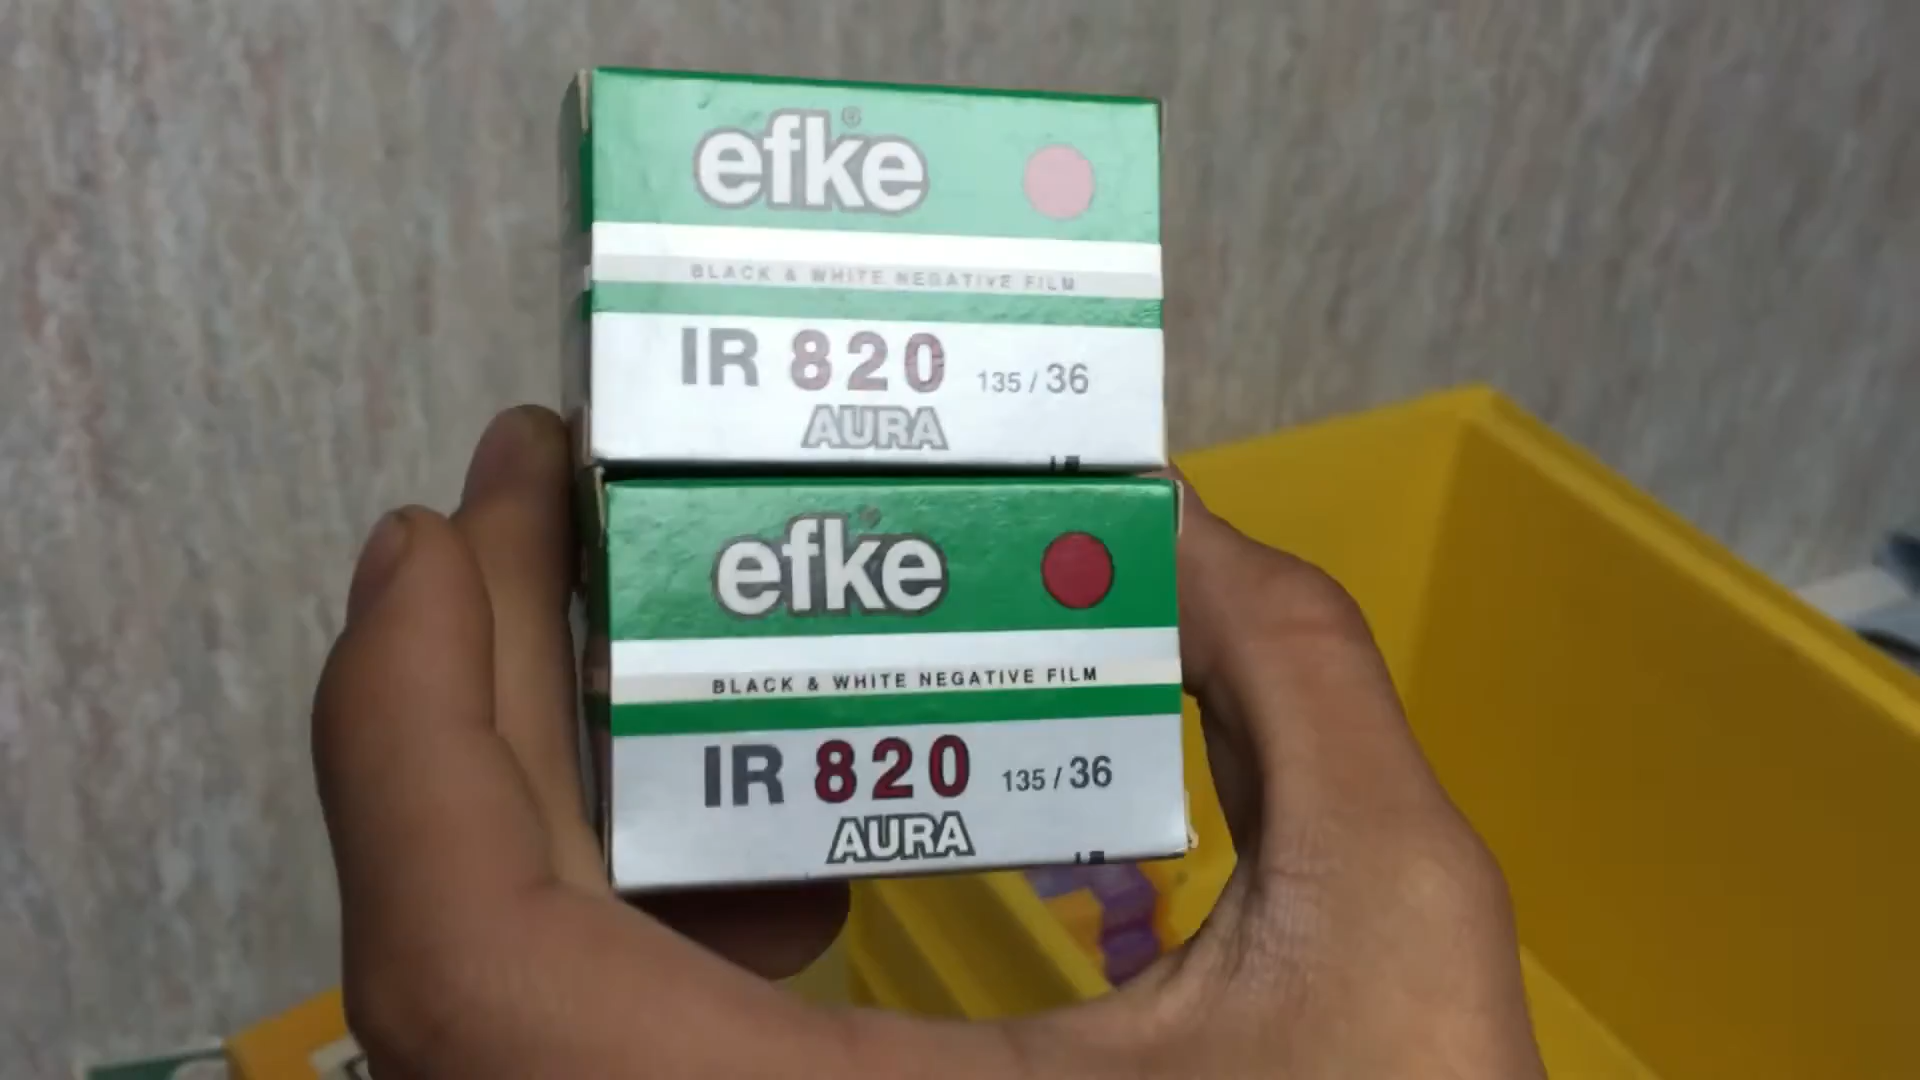 efke
BLACK & WHITE NEGATIVE FILM
IR 820 135 / 36
AURA
efke
BLACK & WHITE NEGATIVE FILM
IR 820 135 / 36
AURA